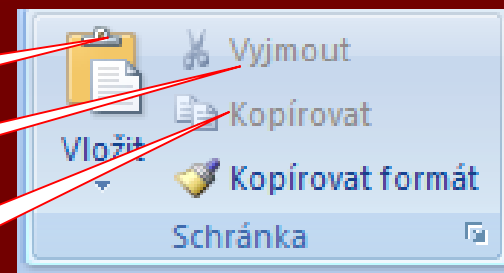 Vyjmout
Kopírovat
Vložit
Kopírovat formát
Schránka